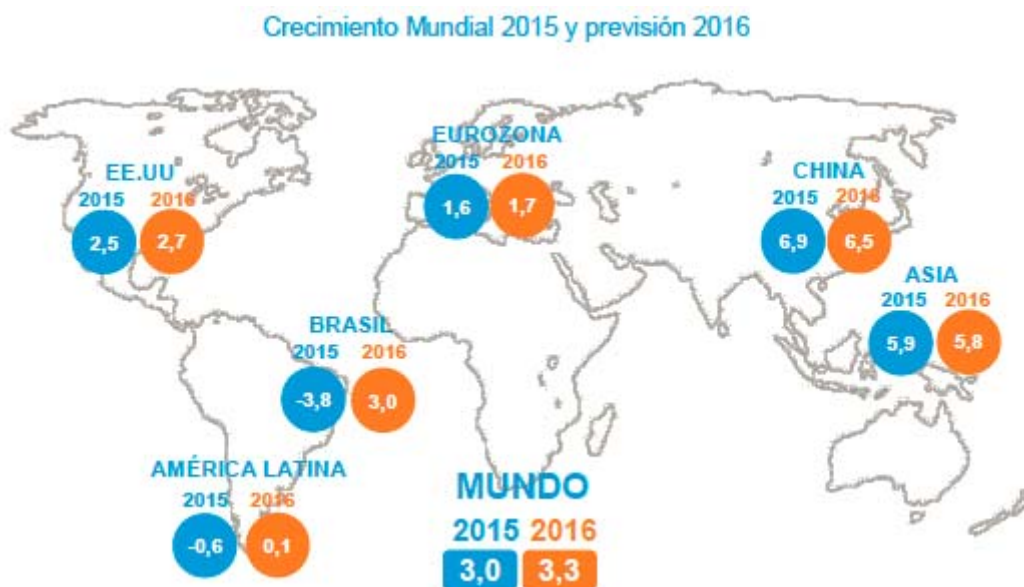 Crecimiento Mundial 2015 y previsión 2016
EUROZONA
2015 2016
1,6 1,7
EE.UU
2015 2016
2,5 2,7
CHINA
2015 2016
6,9 6,5
ASIA
2015 2016
5,9 5,8
BRASIL
2015 2016
-3,8 3,0
AMÉRICA LATINA
2015 2016
-0,6 0,1
MUNDO
2015 2016
3,0 3,3